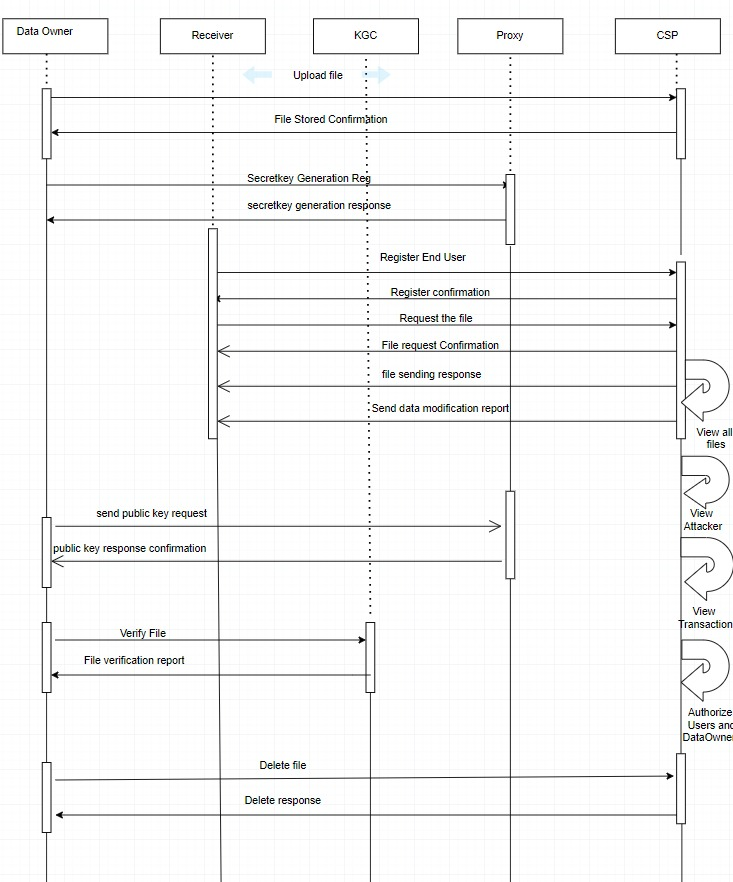 Data Owner
Receiver
KGC
Proxy
CSP
Upload file
File Stored Confirmation
Secretkey Generation Req
secretkey generation response
Register End User
Register confirmation
Request the file
File request Confirmation
file sending response
Send data modification report
View all
files
View
Attacker
send public key request
public key response confirmation
View
Transaction
Verify File
File verification report
Authorize
Users and
DataOwner
Delete file
Delete response